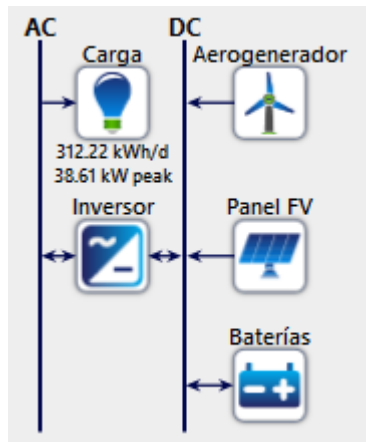 AC DC
Carga Aerogenerador
312.22 kWh/d
38.61 kW peak
Inversor Panel FV
Baterías